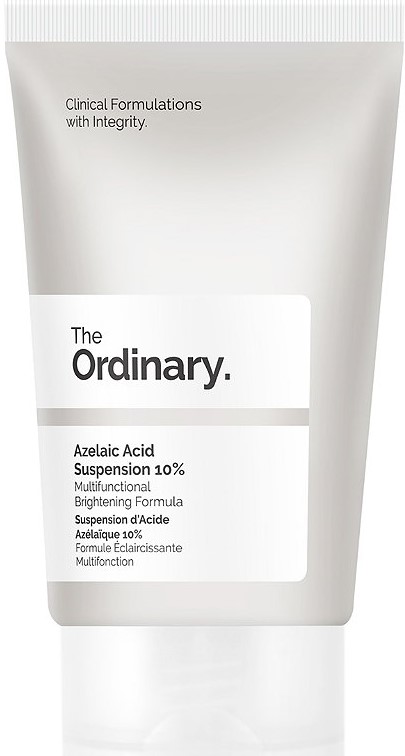 Clinical Formulations
with Integrity.
The
Ordinary.
Azelaic Acid
Suspension 10%
Multifunctional
Brightening Formula
Suspension d'Acide
Azélaïque 10%
Formule Éclaircissante
Multifonction